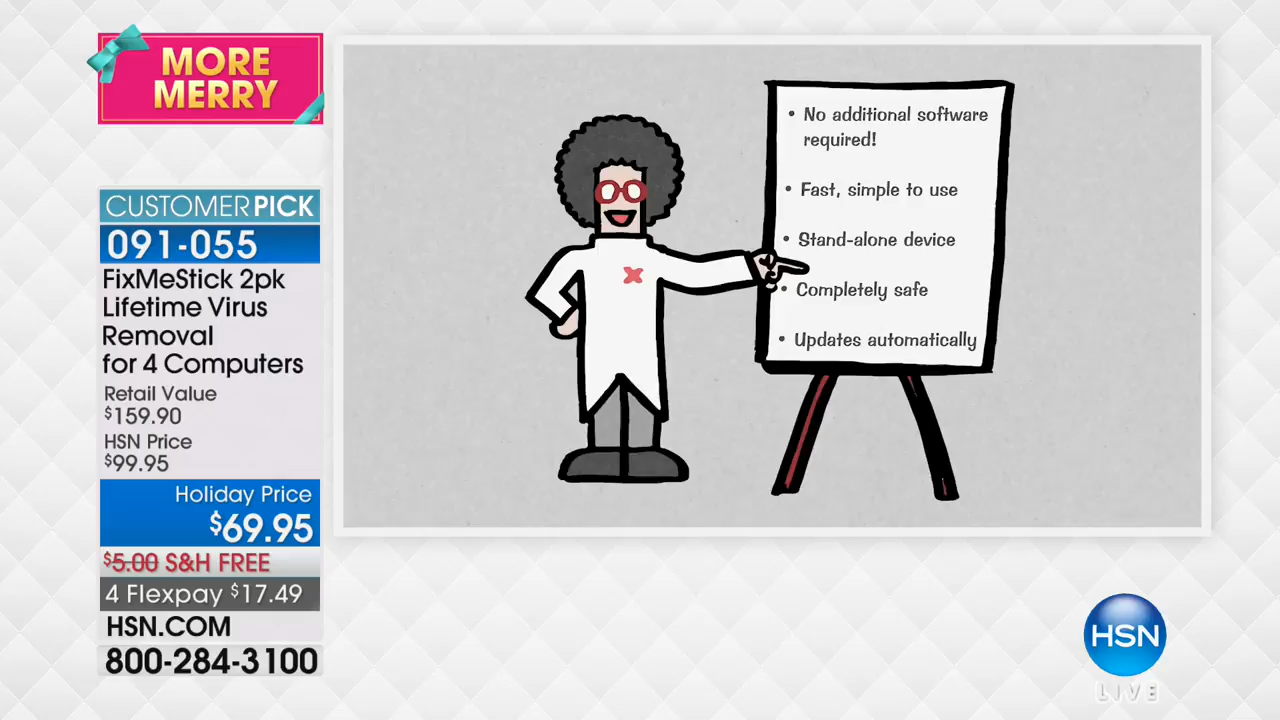 MORE
MERRY
CUSTOMER PICK
091-055
FixMeStick 2pk
Lifetime Virus
Removal
for 4 Computers
Retail Value
$159.90
HSN Price
$99.95
Holiday Price
$69.95
$5.00 S&H FREE
4 Flexpay $17.49
HSN.COM
800-284-3100
• No additional software
required!
• Fast, simple to use
• Stand-alone device
• Completely safe
• Updates automatically
HSN
LIVE